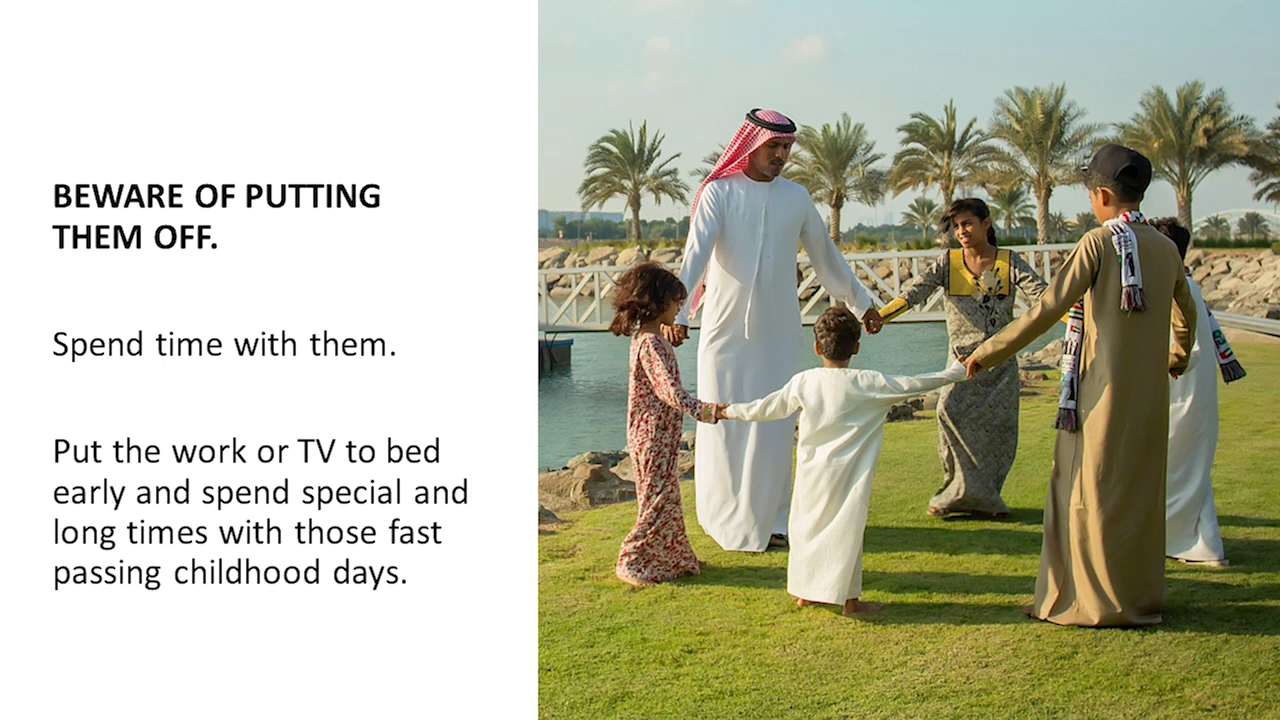 BEWARE OF PUTTING
THEM OFF.
Spend time with them.
Put the work or TV to bed
early and spend special and
long times with those fast
passing childhood days.